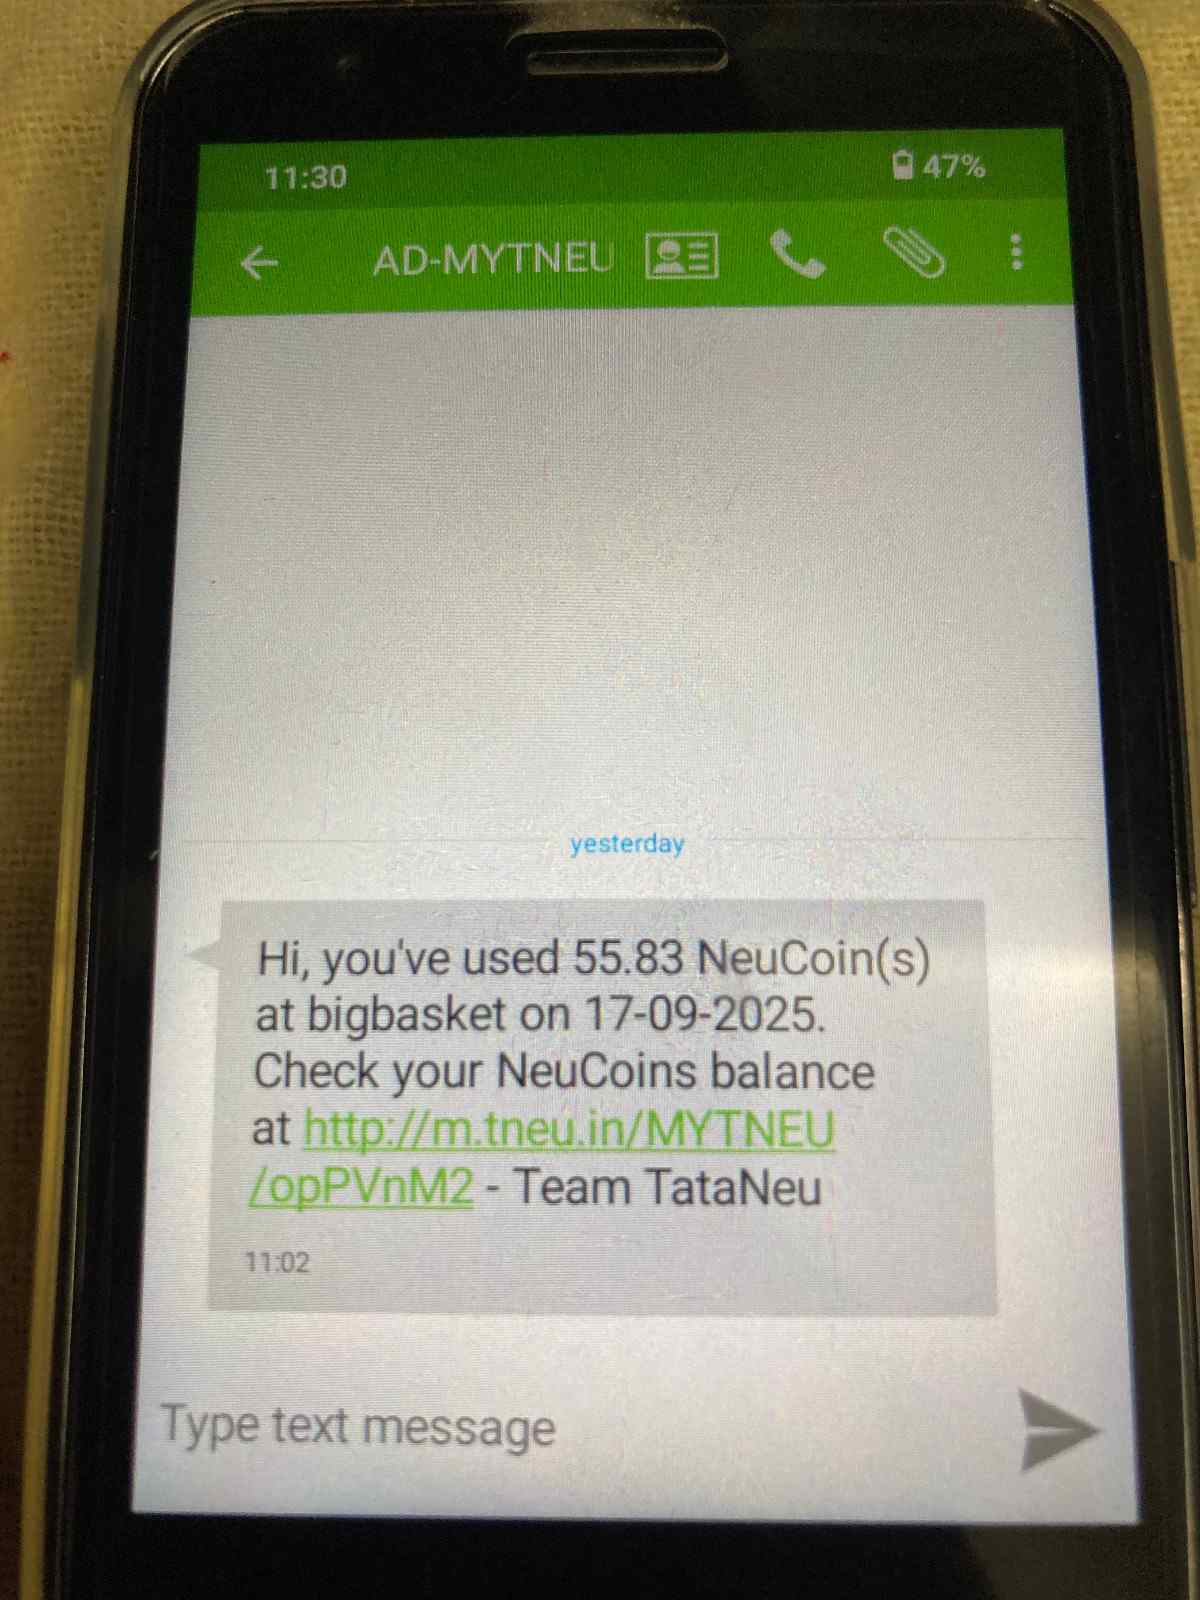 11:30 47%
AD-MYTNEU
yesterday
Hi, you've used 55.83 NeuCoin(s)
at bigbasket on 17-09-2025.
Check your NeuCoins balance
at http://m.tneu.in/MYTNEU
/opPVnM2 - Team TataNeu
11:02
Type text message